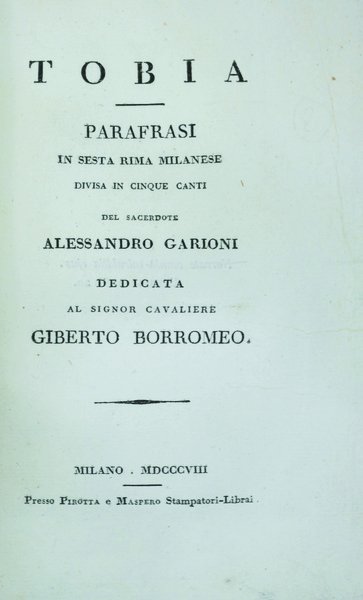 TOBIA
PARAFRASI
IN SESTA RIMA MILANESE
DIVISA IN CINQUE CANTI
DEL SACERDOTE
ALESSANDRO GARIONI
DEDICATA
AL SIGNOR CAVALIERE
GIBERTO BORROMEO.
MILANO . MDCCCVIII
Presso PIROTTA e MASPERO Stampatori-Librai.